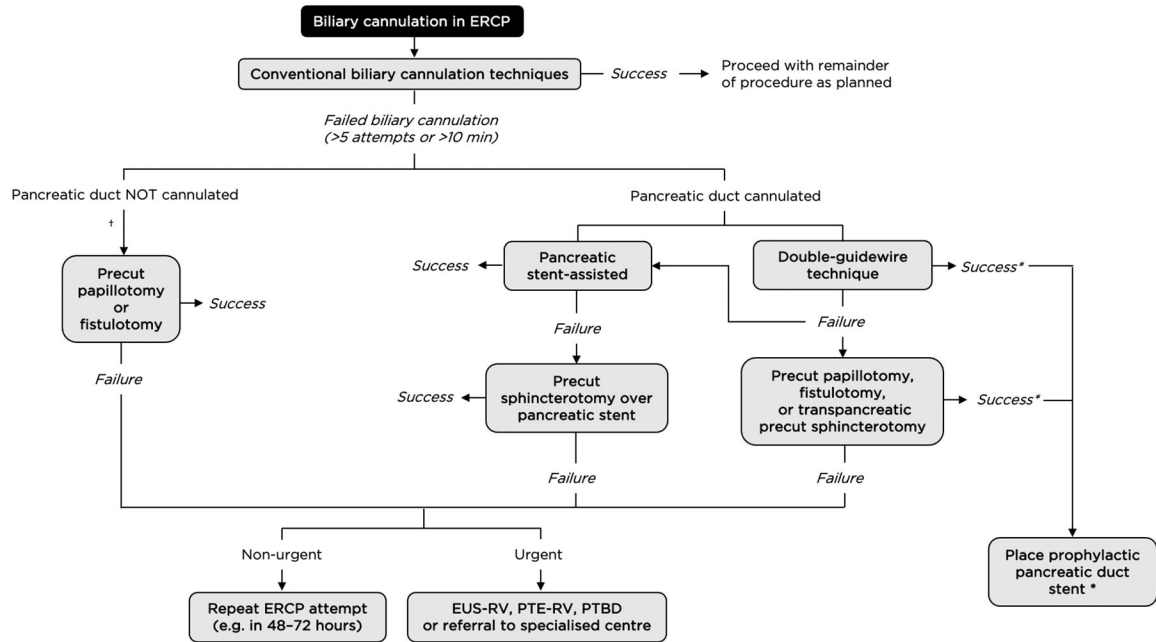 Biliary cannulation in ERCP
Conventional biliary cannulation techniques
Success
Proceed with remainder
of procedure as planned
Failed biliary cannulation
(>5 attempts or >10 min)
Pancreatic duct NOT cannulated
Pancreatic duct cannulated
†
Precut
papillotomy
or
fistulotomy
Success
Success
Pancreatic
stent-assisted
Double-guidewire
technique
Success*
Failure
Failure
Failure
Success
Precut
sphincterotomy over
pancreatic stent
Precut papillotomy,
fistulotomy,
or transpancreatic
precut sphincterotomy
Success*
Failure
Failure
Non-urgent
Urgent
Place prophylactic
pancreatic duct
stent *
Repeat ERCP attempt
(e.g. in 48–72 hours)
EUS-RV, PTE-RV, PTBD
or referral to specialised centre